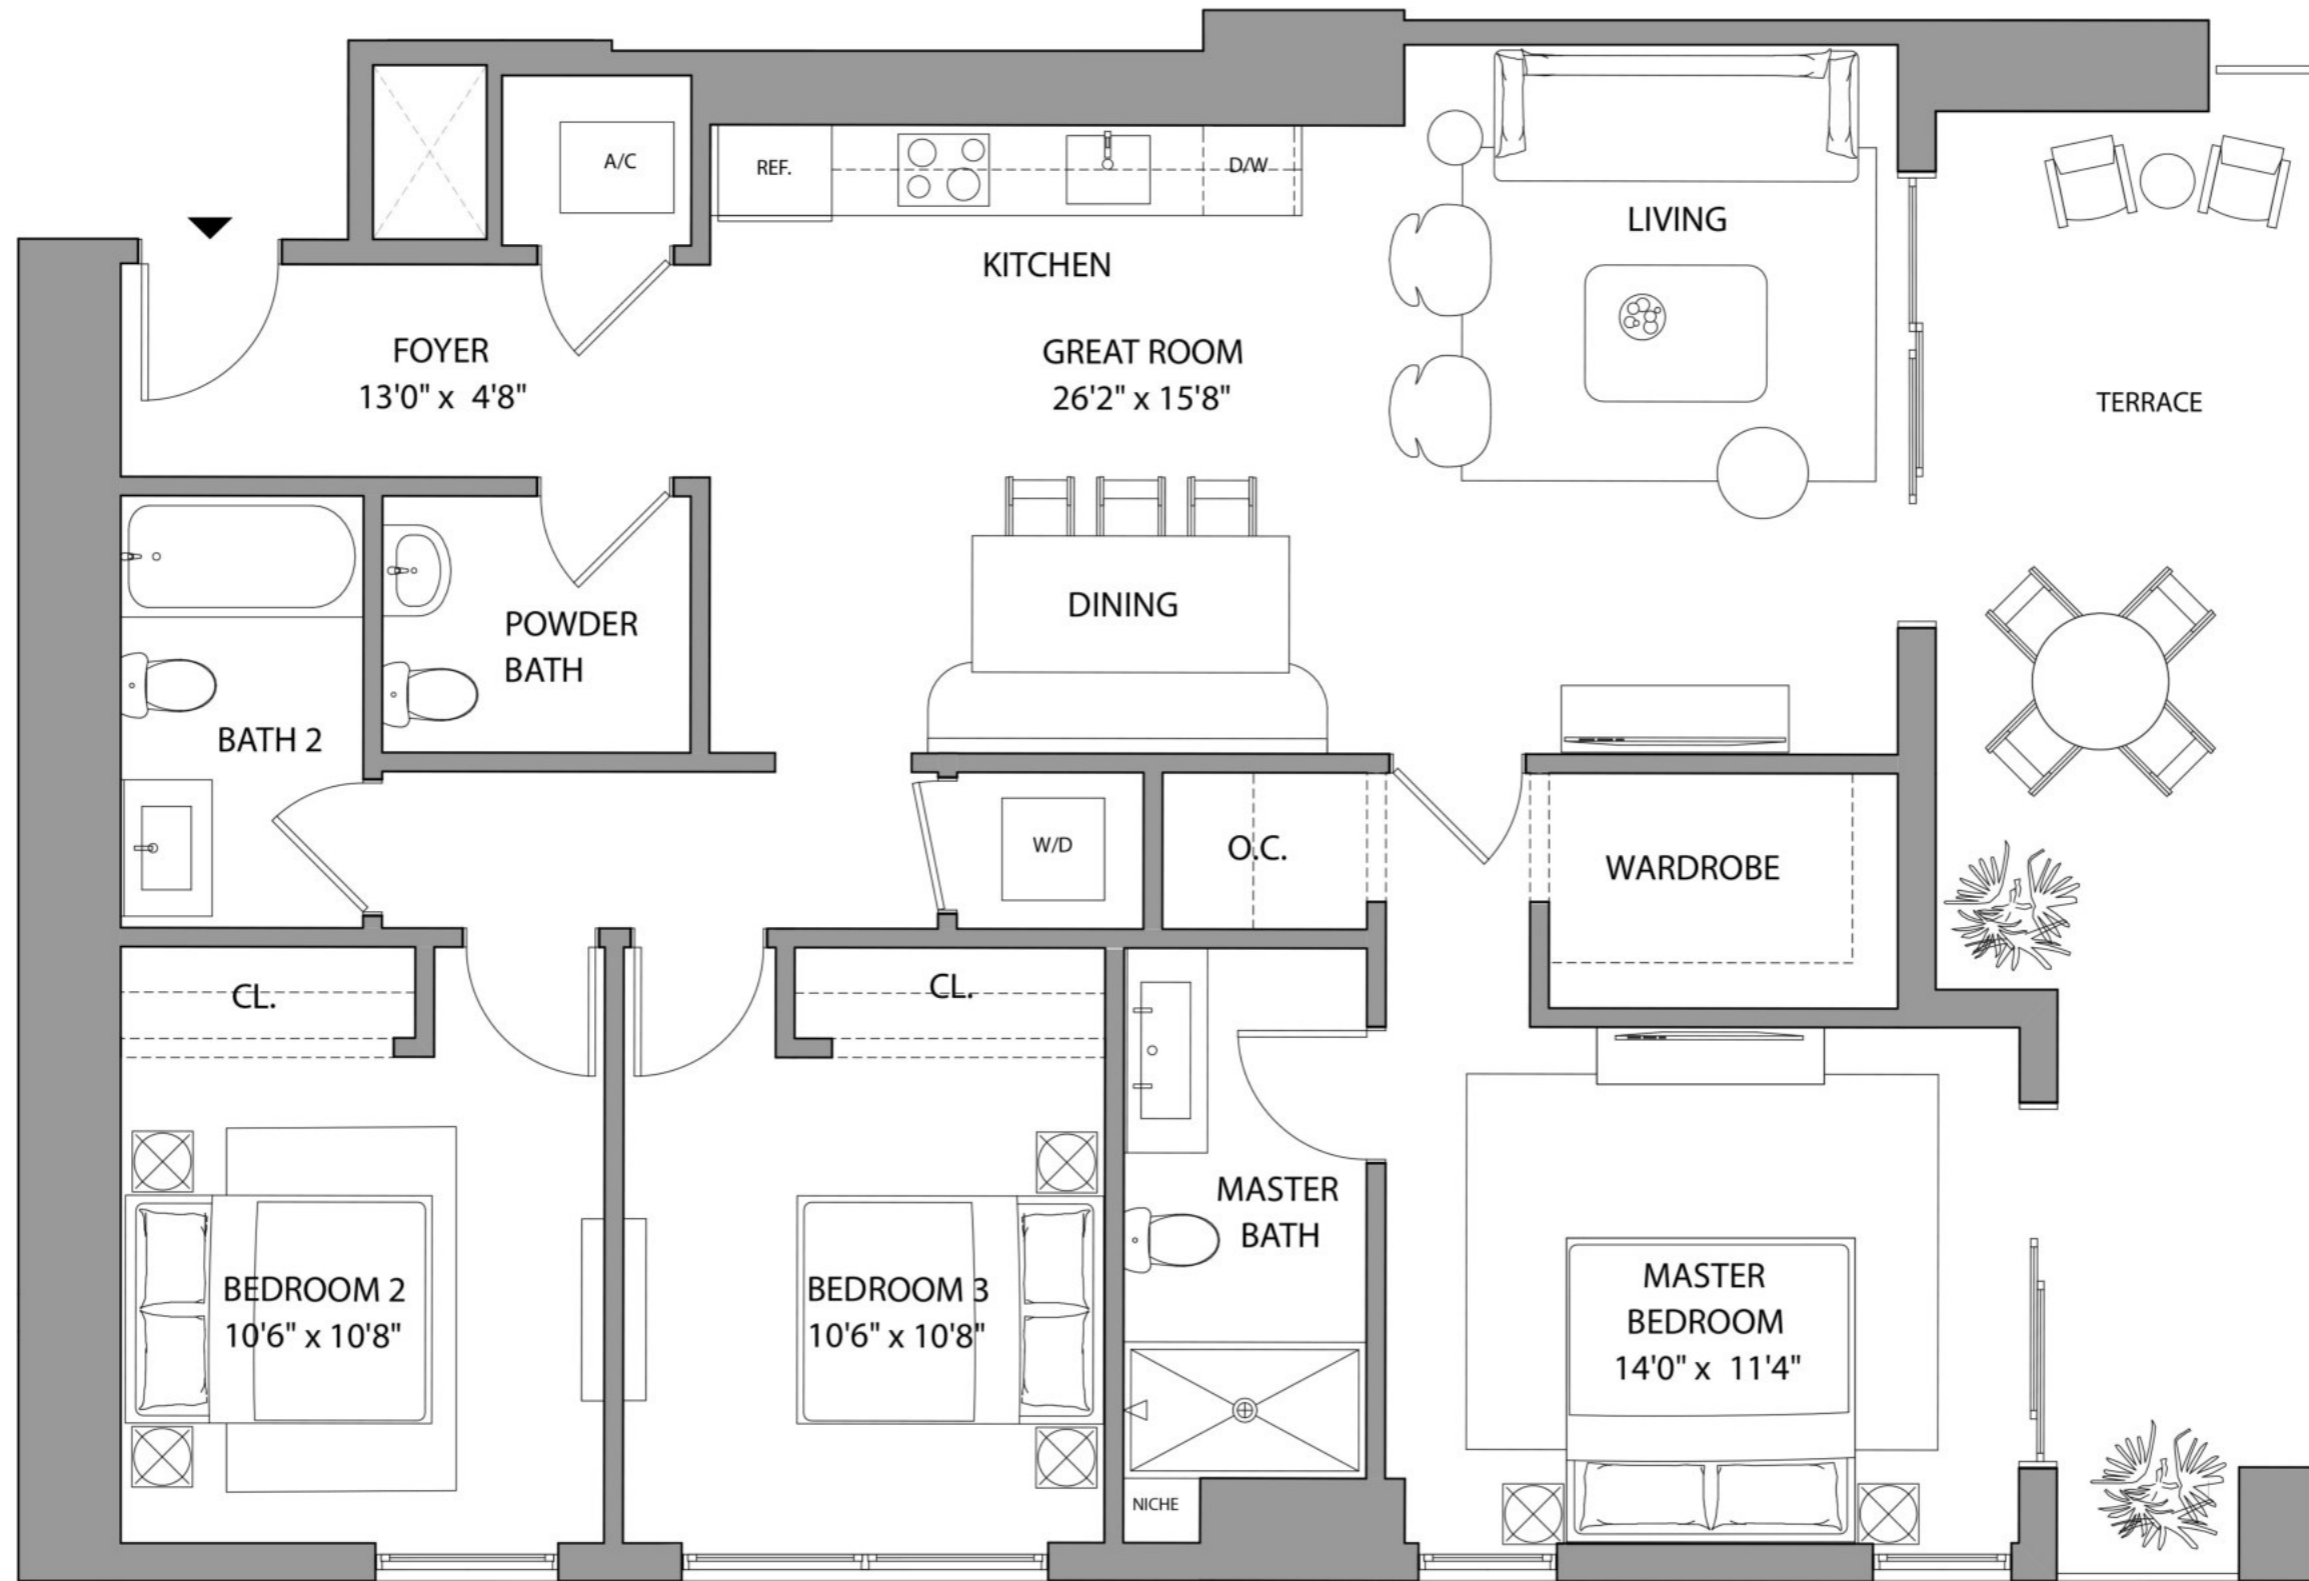 A/C
REF.
D/W
LIVING
KITCHEN
FOYER
13'0" x 4'8"
GREAT ROOM
26'2" x 15'8"
TERRACE
DINING
POWDER
BATH
BATH 2
W/D
O.C.
WARDROBE
CL.
CL.
MASTER
BATH
BEDROOM 2
10'6" x 10'8"
BEDROOM 3
10'6" x 10'8"
MASTER
BEDROOM
14'0" x 11'4"
NICHE